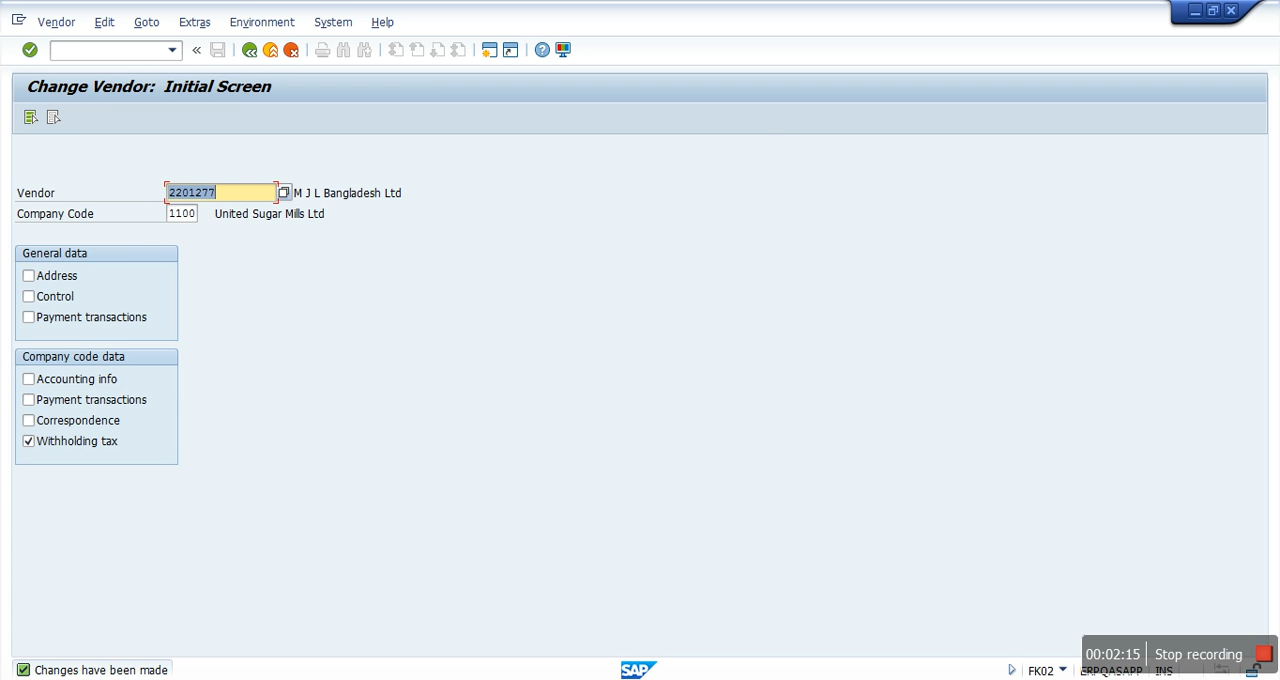 Vendor Edit Goto Extras Environment System Help
Change Vendor: Initial Screen
Vendor 2201277 M J L Bangladesh Ltd
Company Code 1100 United Sugar Mills Ltd
General data
Address
Control
Payment transactions
Company code data
Accounting info
Payment transactions
Correspondence
Withholding tax
00:02:15 Stop recording
Changes have been made SAP FK02 ERPQASAPP INS